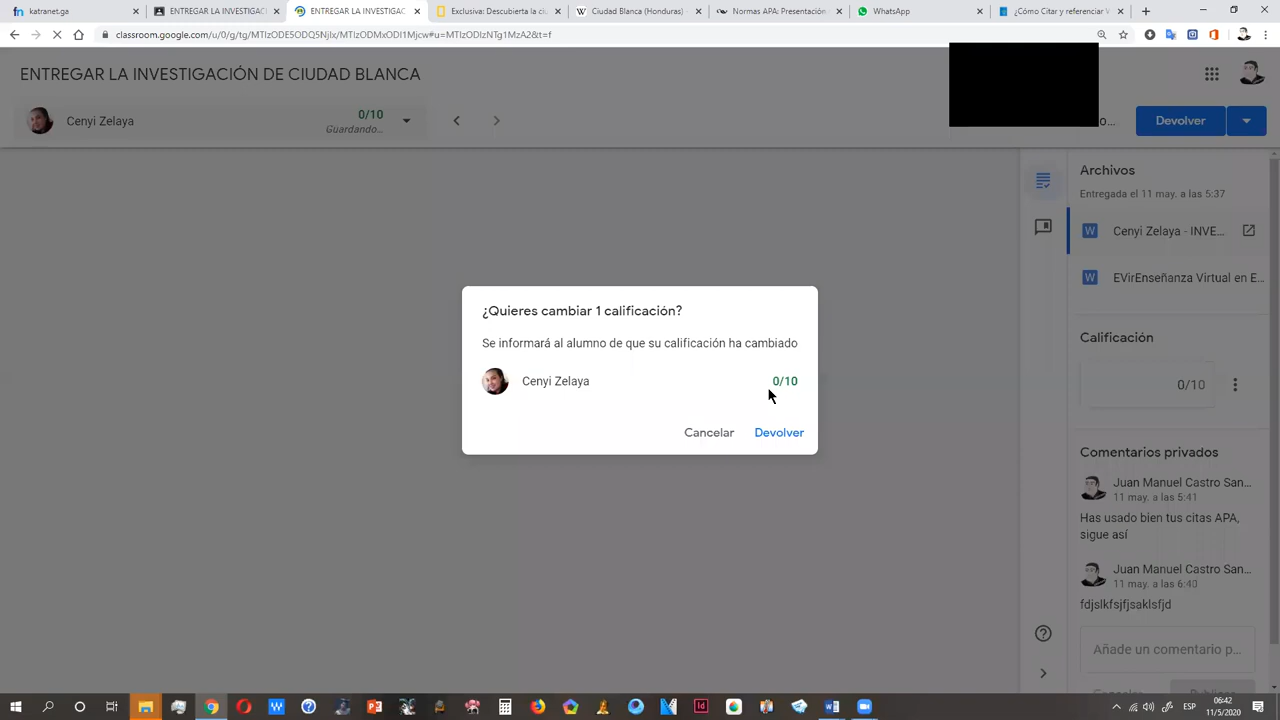 katranet.ga
ENTREGAR LA INVESTIGACI
ENTREGAR LA INVESTIGAC
Exclusiva: Descubierta la ci
Ciudad Blanca (Honduras)
Normas APA: Presentación
WhatsApp
¿Cómo Citar y referenciar
classroom.google.com/u/0/g/tg/MTIzODE5ODQ5NjIx/MTIzODMxODI1Mjcw#u=MTIzODIzNTg1MzA2&t=f
ENTREGAR LA INVESTIGACIÓN DE CIUDAD BLANCA
Cenyi Zelaya
0/10
Guardando...
o...
Devolver
Archivos
Entregada el 11 may. a las 5:37
Cenyi Zelaya - INVE...
EVirEnseñanza Virtual en E...
¿Quieres cambiar 1 calificación?
Se informará al alumno de que su calificación ha cambiado
Cenyi Zelaya 0/10
Cancelar Devolver
Calificación
0/10
Comentarios privados
Juan Manuel Castro San...
11 may. a las 5:41
Has usado bien tus citas APA,
sigue así
Juan Manuel Castro San...
11 may. a las 6:40
fdjslkfsjfjsaklsfjd
Añade un comentario p...
Cancelar Publicar
ESP
06:42
11/5/2020